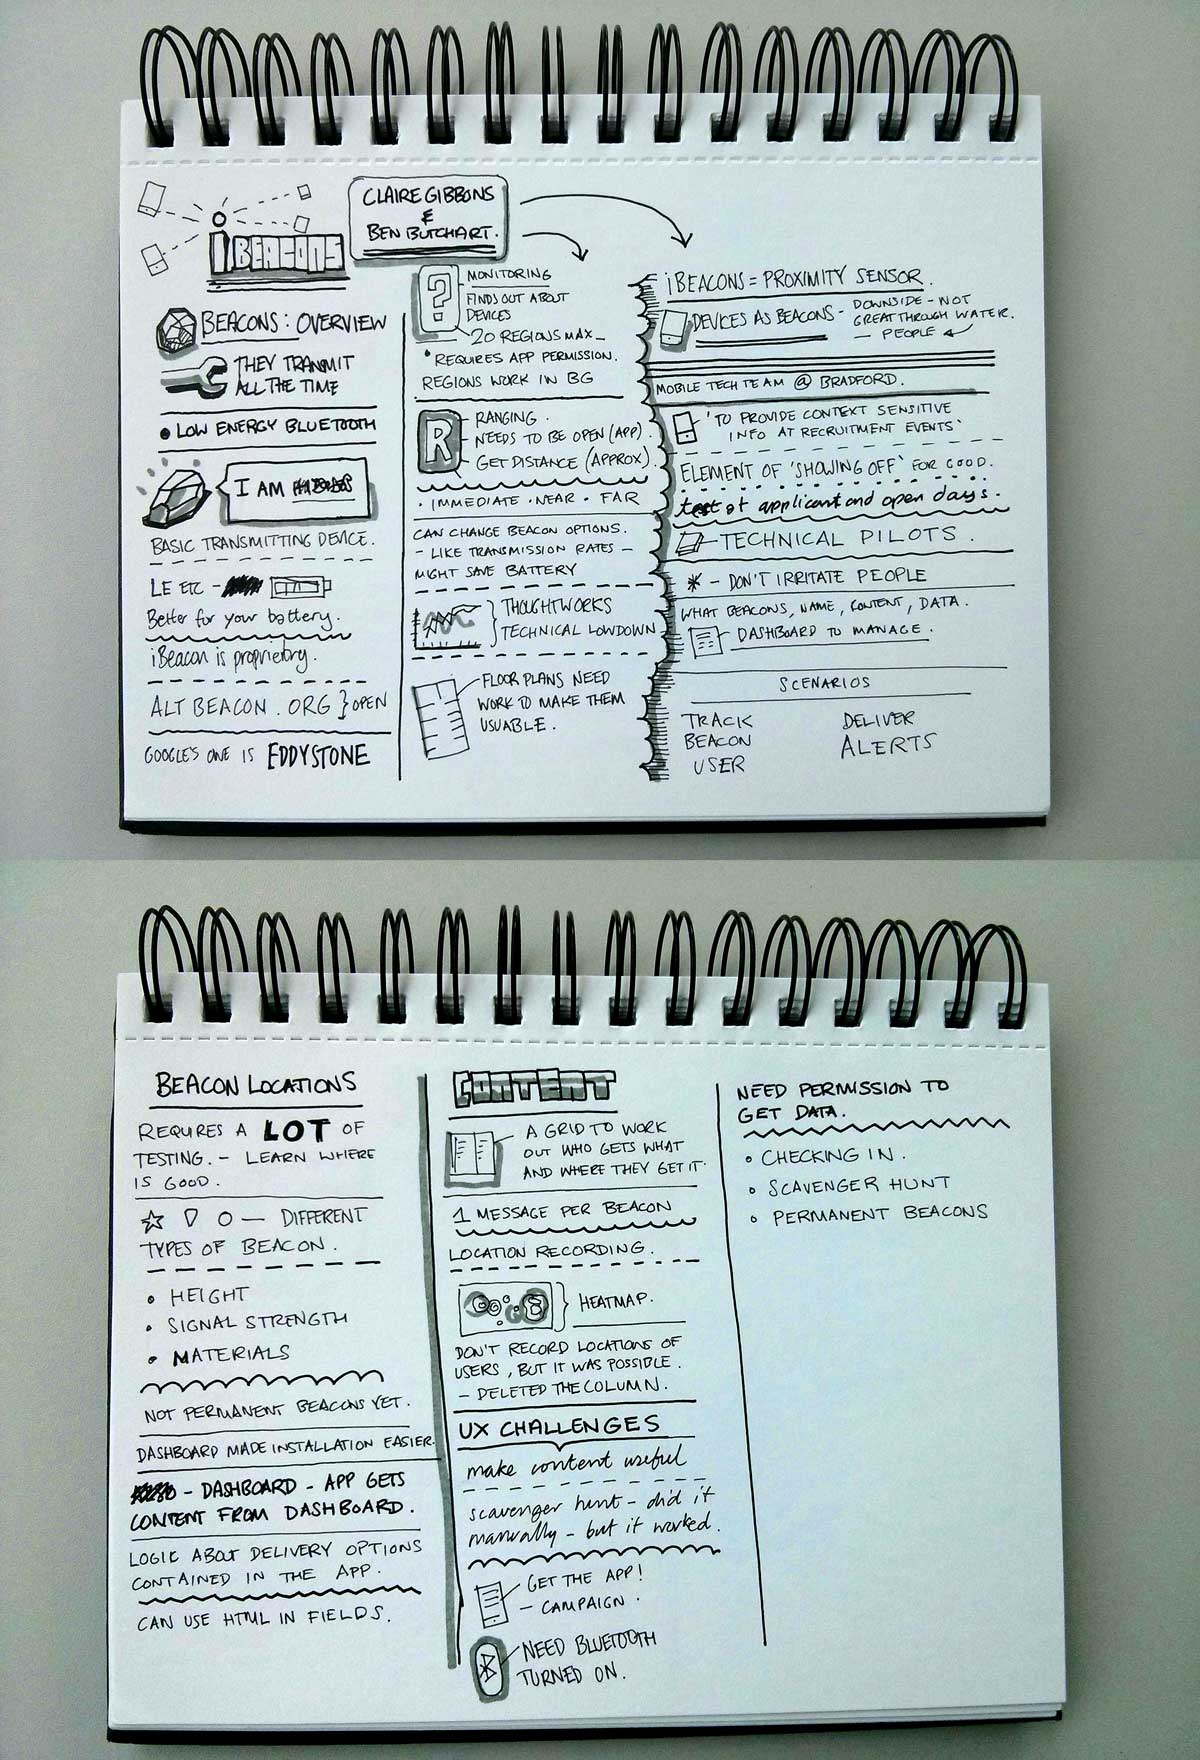 iBEACONS
CLAIRE GIBBONS
&
BEN BUTCHART.
BEACONS: OVERVIEW
THEY TRANSMIT
ALL THE TIME
• LOW ENERGY BLUETOOTH
I AM
BASIC TRANSMITTING DEVICE.
LE ETC -
Better for your battery.
iBeacon is proprietory.
ALT BEACON.ORG } OPEN
GOOGLE'S ONE IS EDDYSTONE
?
MONITORING
FINDS OUT ABOUT
DEVICES
20 REGIONS MAX -
• REQUIRES APP PERMISSION.
REGIONS WORK IN BG
R
RANGING.
NEEDS TO BE OPEN (APP).
GET DISTANCE (APPROX).
• IMMEDIATE • NEAR • FAR
CAN CHANGE BEACON OPTIONS.
- LIKE TRANSMISSION RATES -
MIGHT SAVE BATTERY
THOUGHTWORKS
TECHNICAL LOWDOWN
FLOOR PLANS NEED
WORK TO MAKE THEM
USUABLE.
iBEACONS = PROXIMITY SENSOR
DEVICES AS BEACONS -
DOWNSIDE - NOT
GREAT THROUGH WATER.
- PEOPLE
MOBILE TECH TEAM @ BRADFORD.
'TO PROVIDE CONTEXT SENSITIVE
INFO AT RECRUITMENT EVENTS'
ELEMENT OF 'SHOWING OFF' FOR GOOD.
test at applicant and open days.
TECHNICAL PILOTS.
* - DON'T IRRITATE PEOPLE
WHAT BEACONS, NAME, CONTENT, DATA.
DASHBOARD TO MANAGE.
SCENARIOS
TRACK
BEACON
USER
DELIVER
ALERTS
BEACON LOCATIONS
REQUIRES A LOT OF
TESTING. - LEARN WHERE
IS GOOD.
- DIFFERENT
TYPES OF BEACON.
• HEIGHT
• SIGNAL STRENGTH
• MATERIALS
NOT PERMANENT BEACONS YET.
DASHBOARD MADE INSTALLATION EASIER.
- DASHBOARD - APP GETS
CONTENT FROM DASHBOARD.
LOGIC ABOUT DELIVERY OPTIONS
CONTAINED IN THE APP.
CAN USE HTML IN FIELDS.
CONTENT
A GRID TO WORK
OUT WHO GETS WHAT
AND WHERE THEY GET IT.
1 MESSAGE PER BEACON
LOCATION RECORDING.
HEATMAP.
DON'T RECORD LOCATIONS OF
USERS, BUT IT WAS POSSIBLE.
- DELETED THE COLUMN.
UX CHALLENGES
make content useful
scavenger hunt - did it
manually - but it worked.
GET THE APP!
- CAMPAIGN.
NEED BLUETOOTH
TURNED ON.
NEED PERMISSION TO
GET DATA.
• CHECKING IN.
• SCAVENGER HUNT
• PERMANENT BEACONS